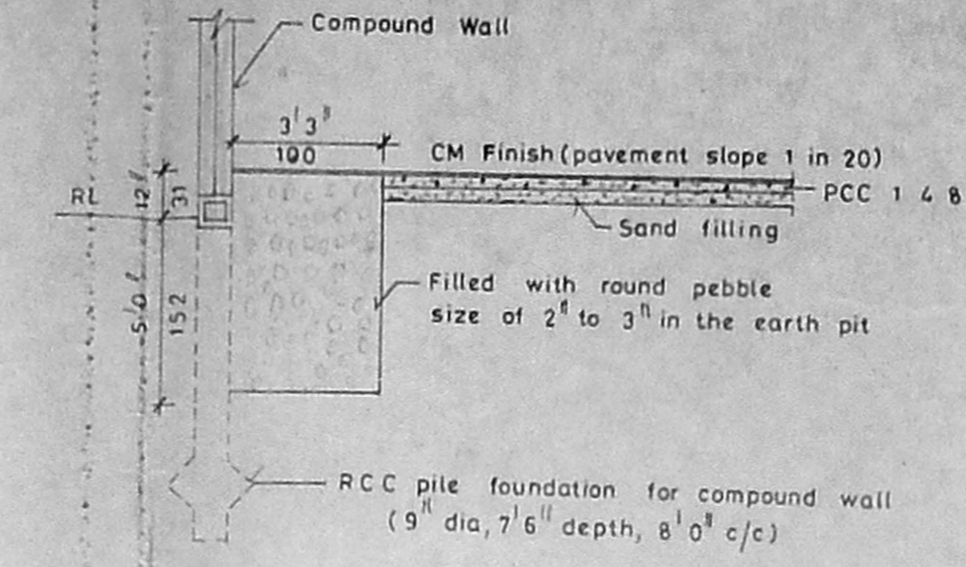 Compound Wall
3'3"
100
CM Finish (pavement slope 1 in 20)
RL
12"
31
PCC 1 4 8
Sand filling
Filled with round pebble
size of 2" to 3" in the earth pit
5'0"
152
RCC pile foundation for compound wall
(9" dia, 7'6" depth, 8'0" c/c)